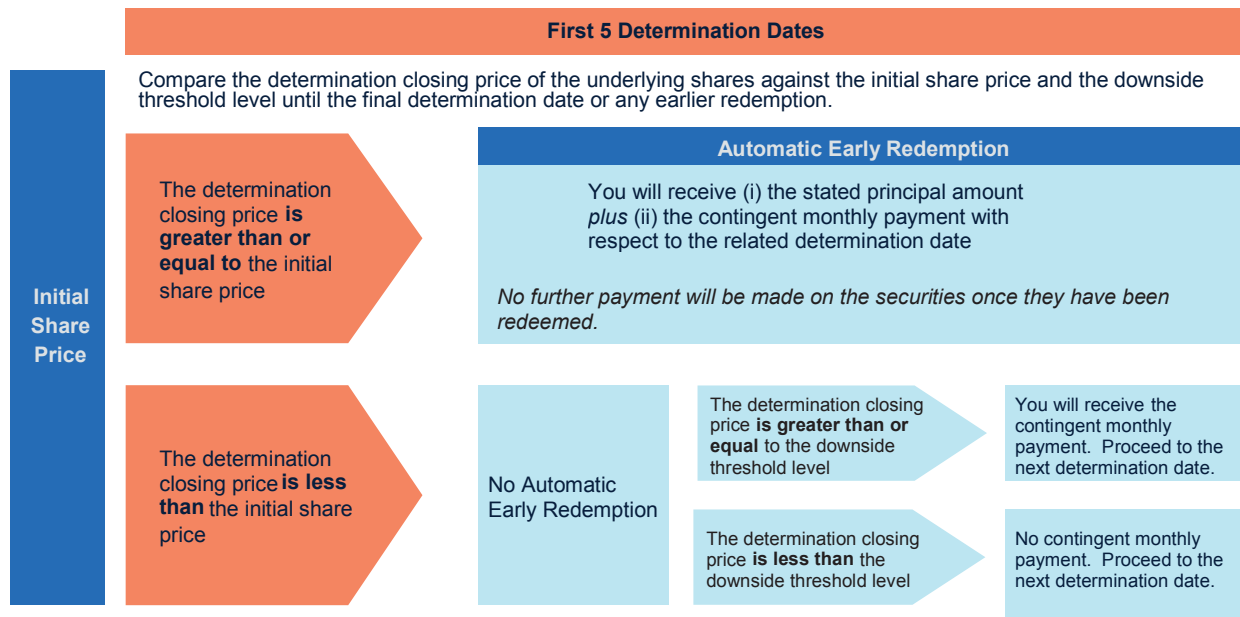 First 5 Determination Dates
Compare the determination closing price of the underlying shares against the initial share price and the downside
threshold level until the final determination date or any earlier redemption.
Initial
Share
Price
The determination
closing price is
greater than or
equal to the initial
share price
Automatic Early Redemption
You will receive (i) the stated principal amount
plus (ii) the contingent monthly payment with
respect to the related determination date
No further payment will be made on the securities once they have been
redeemed.
The determination
closing price is less
than the initial share
price
No Automatic
Early Redemption
The determination closing
price is greater than or
equal to the downside
threshold level
You will receive the
contingent monthly
payment. Proceed to the
next determination date.
The determination closing
price is less than the
downside threshold level
No contingent monthly
payment. Proceed to the
next determination date.